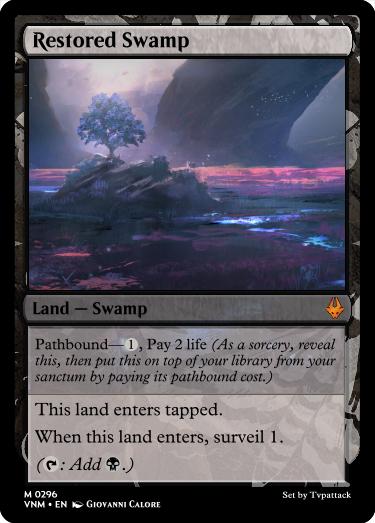 Restored Swamp
Land — Swamp
Pathbound—1, Pay 2 life (As a sorcery, reveal
this, then put this on top of your library from your
sanctum by paying its pathbound cost.)
This land enters tapped.
When this land enters, surveil 1.
(: Add .)
M 0296
VNM • EN Giovanni Calore
Set by Tvpattack